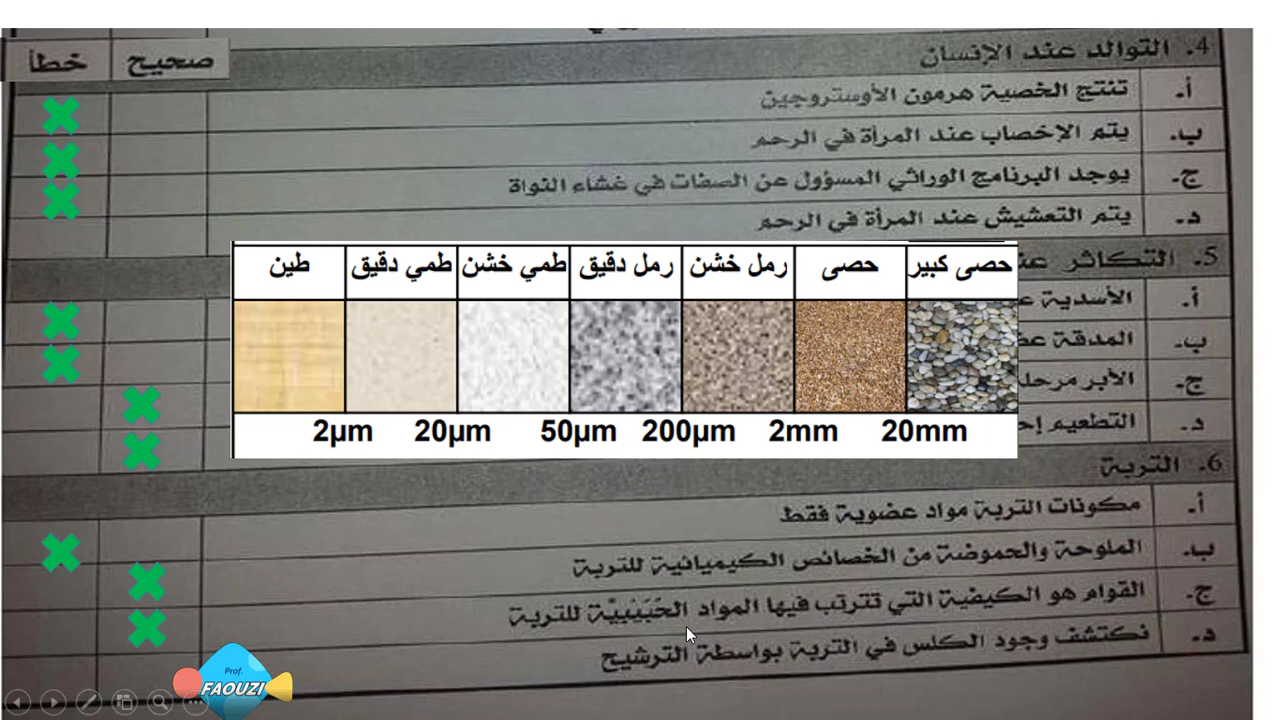 صحيح خطأ
4. التوالد عند الإنسان
أ. تنتج الخصية هرمون الأوستروجين
ب. يتم الإخصاب عند المرأة في الرحم
ج. يوجد البرنامج الوراثي المسؤول عن الصفات في غشاء النواة
د. يتم التعشيش عند المرأة في الرحم
5. التكاثر
أ. الأسدية
ب. المدقة
ج. الأبر
د. التطعيم
حصى كبير حصى رمل خشن رمل دقيق طمي خشن طمي دقيق طين
2µm 20µm 50µm 200µm 2mm 20mm
6. التربة
أ. مكونات التربة مواد عضوية فقط
ب. الملوحة والحموضة من الخصائص الكيميائية للتربة
ج. القوام هو الكيفية التي تترتب فيها المواد الحُبَيْبيّة للتربة
د. نكتشف وجود الكلس في التربة بواسطة الترشيح
Prof.
FAOUZI